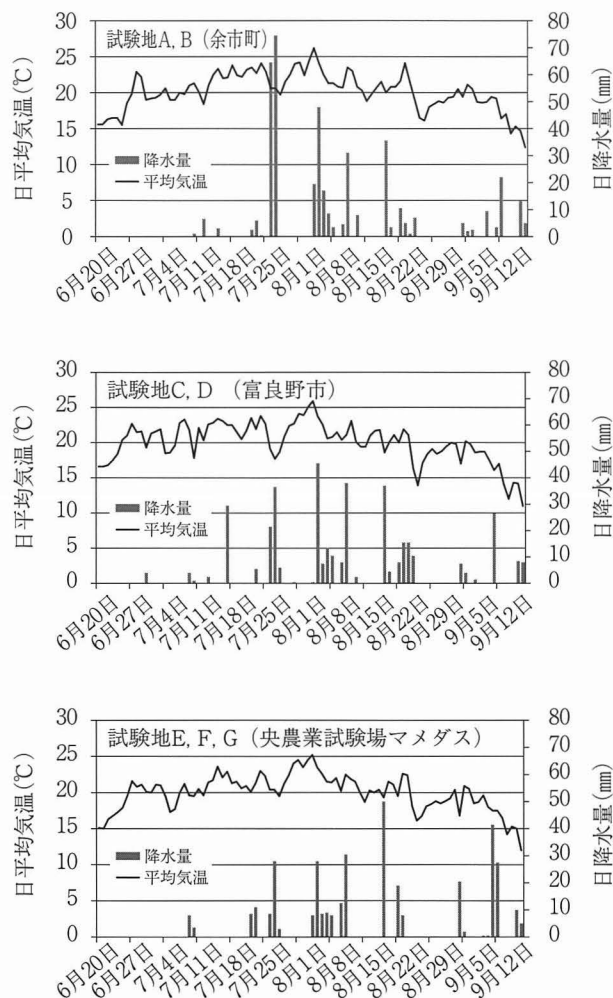 試験地A, B (余市町)
日平均気温(℃)
日降水量(mm)
30
25
20
15
10
5
0
80
70
60
50
40
30
20
10
0
降水量
平均気温
6月20日
6月27日
7月4日
7月11日
7月18日
7月25日
8月1日
8月8日
8月15日
8月22日
8月29日
9月5日
9月12日
試験地C, D (富良野市)
日平均気温(℃)
日降水量(mm)
30
25
20
15
10
5
0
80
70
60
50
40
30
20
10
0
降水量
平均気温
6月20日
6月27日
7月4日
7月11日
7月18日
7月25日
8月1日
8月8日
8月15日
8月22日
8月29日
9月5日
9月12日
試験地E, F, G (央農業試験場マメダス)
日平均気温(℃)
日降水量(mm)
30
25
20
15
10
5
0
80
70
60
50
40
30
20
10
0
降水量
平均気温
6月20日
6月27日
7月4日
7月11日
7月18日
7月25日
8月1日
8月8日
8月15日
8月22日
8月29日
9月5日
9月12日